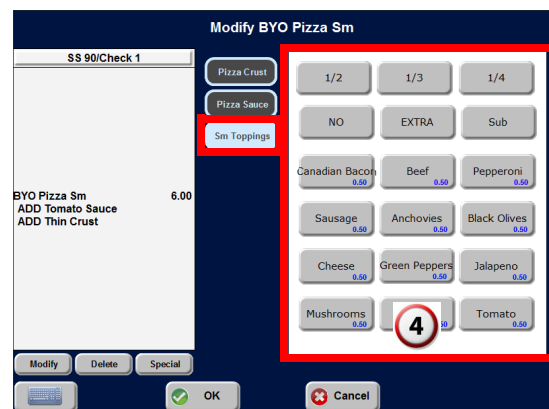 Modify BYO Pizza Sm
SS 90/Check 1
BYO Pizza Sm 6.00
ADD Tomato Sauce
ADD Thin Crust
Modify Delete Special
Pizza Crust
Pizza Sauce
Sm Toppings
1/2 1/3 1/4
NO EXTRA Sub
Canadian Bacon 0.50 Beef 0.50 Pepperoni 0.50
Sausage 0.50 Anchovies 0.50 Black Olives 0.50
Cheese 0.50 Green Peppers 0.50 Jalapeno 0.50
Mushrooms 0.50 4 Tomato 0.50
OK Cancel